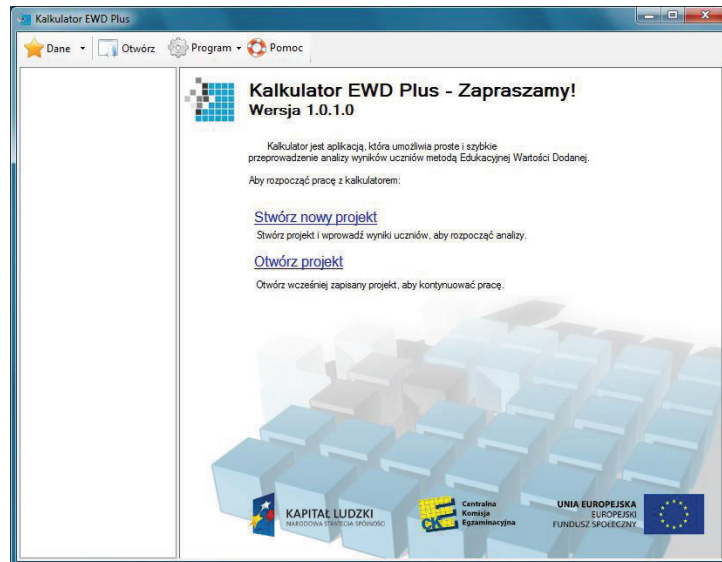 Kalkulator EWD Plus
Dane
Otwórz
Program
Pomoc
Kalkulator EWD Plus - Zapraszamy!
Wersja 1.0.1.0
Kalkulator jest aplikacją, która umożliwia proste i szybkie
przeprowadzenie analizy wyników uczniów metodą Edukacyjnej Wartości Dodanej.
Aby rozpocząć pracę z kalkulatorem:
Stwórz nowy projekt
Stwórz projekt i wprowadź wyniki uczniów, aby rozpocząć analizy.
Otwórz projekt
Otwórz wcześniej zapisany projekt, aby kontynuować pracę.
KAPITAŁ LUDZKI
NARODOWA STRATEGIA SPÓJNOŚCI
CKE
Centralna
Komisja
Egzaminacyjna
UNIA EUROPEJSKA
EUROPEJSKI
FUNDUSZ SPOŁECZNY